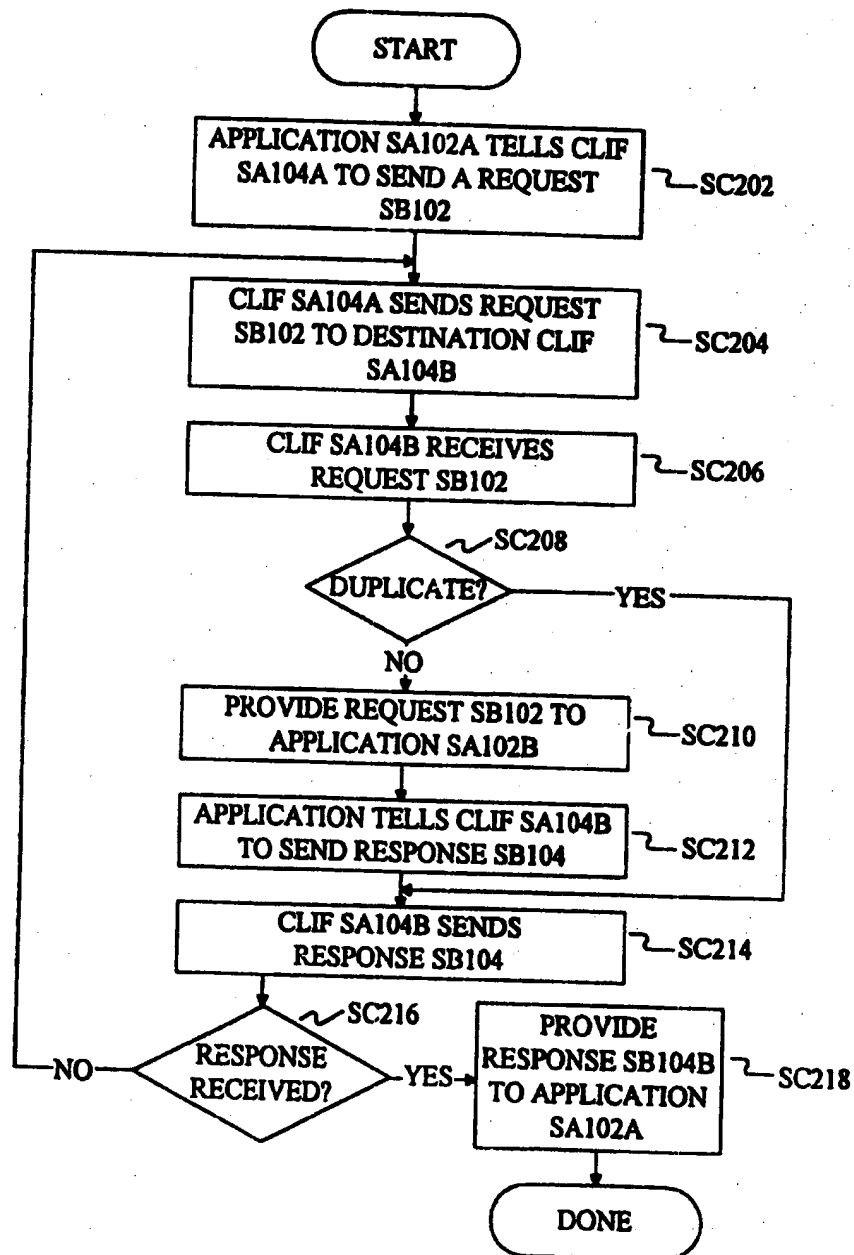 START
APPLICATION SA102A TELLS CLIF
SA104A TO SEND A REQUEST
SB102
SC202
CLIF SA104A SENDS REQUEST
SB102 TO DESTINATION CLIF
SA104B
SC204
CLIF SA104B RECEIVES
REQUEST SB102
SC206
SC208
DUPLICATE?
YES
NO
PROVIDE REQUEST SB102 TO
APPLICATION SA102B
SC210
APPLICATION TELLS CLIF SA104B
TO SEND RESPONSE SB104
SC212
CLIF SA104B SENDS
RESPONSE SB104
SC214
SC216
RESPONSE
RECEIVED?
NO
YES
PROVIDE
RESPONSE SB104B
TO APPLICATION
SA102A
SC218
DONE